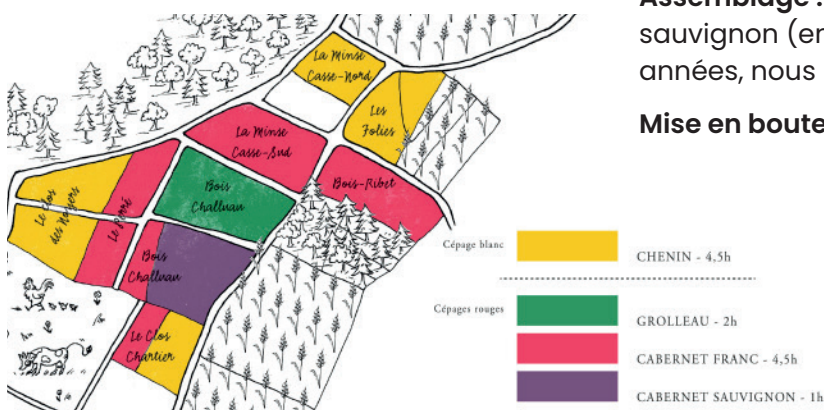 Assemblage :
sauvignon (en
années, nous
Mise en boute
La Minse
Casse-Nord
Les
Folies
La Minse
Casse-Sud
Bois-Ribet
Bois
Challuau
Le Clos
des Noyers
Le Perré
Bois
Challuau
Le Clos
Chartier
Cépage blanc
CHENIN - 4,5h
Cépages rouges
GROLLEAU - 2h
CABERNET FRANC - 4,5h
CABERNET SAUVIGNON - 1h